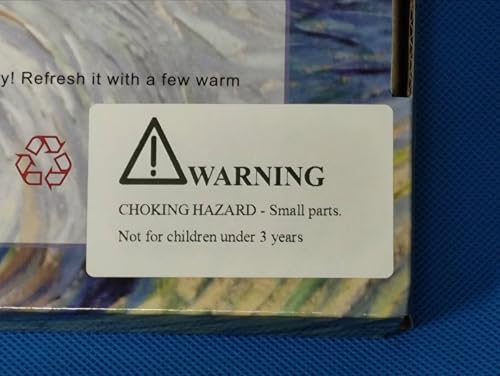 y! Refresh it with a few warm
WARNING
CHOKING HAZARD - Small parts.
Not for children under 3 years